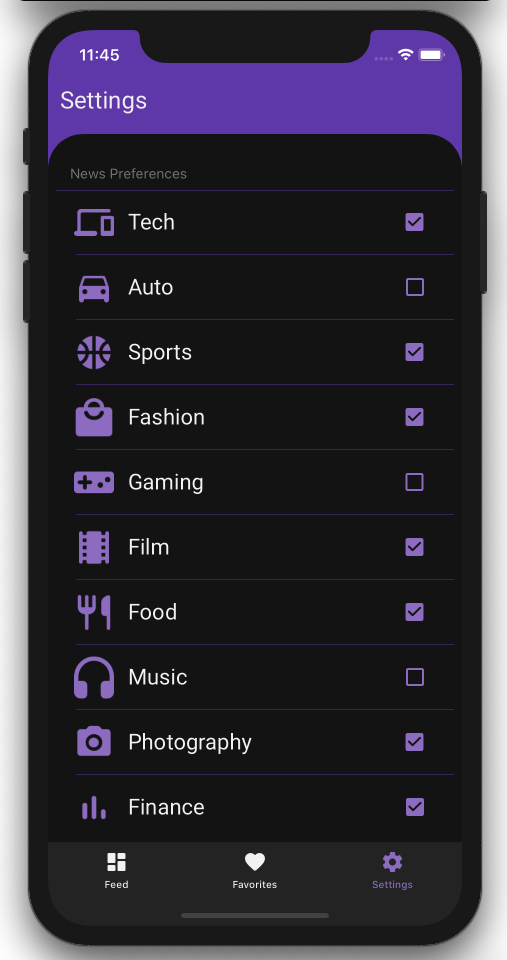 11:45
Settings
News Preferences
Tech
Auto
Sports
Fashion
Gaming
Film
Food
Music
Photography
Finance
Feed Favorites Settings